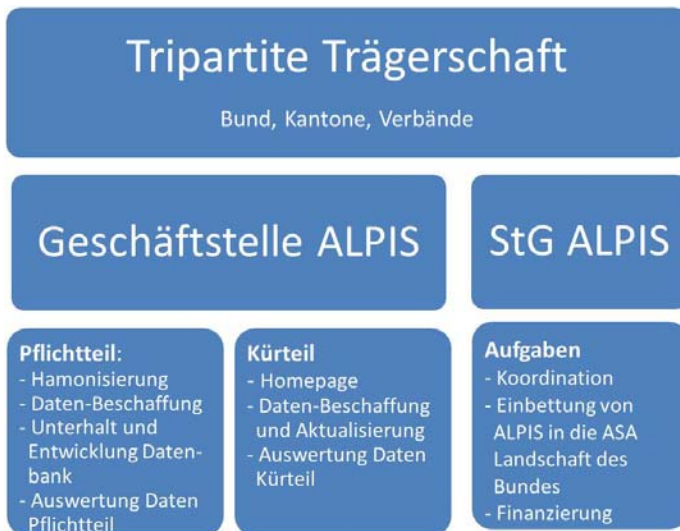 Tripartite Trägerschaft
Bund, Kantone, Verbände
Geschäftstelle ALPIS
StG ALPIS
Pflichtteil:
- Hamonisierung
- Daten-Beschaffung
- Unterhalt und
Entwicklung Daten-
bank
- Auswertung Daten
Pflichtteil
Kürteil
- Homepage
- Daten-Beschaffung
und Aktualisierung
- Auswertung Daten
Kürteil
Aufgaben
- Koordination
- Einbettung von
ALPIS in die ASA
Landschaft des
Bundes
- Finanzierung